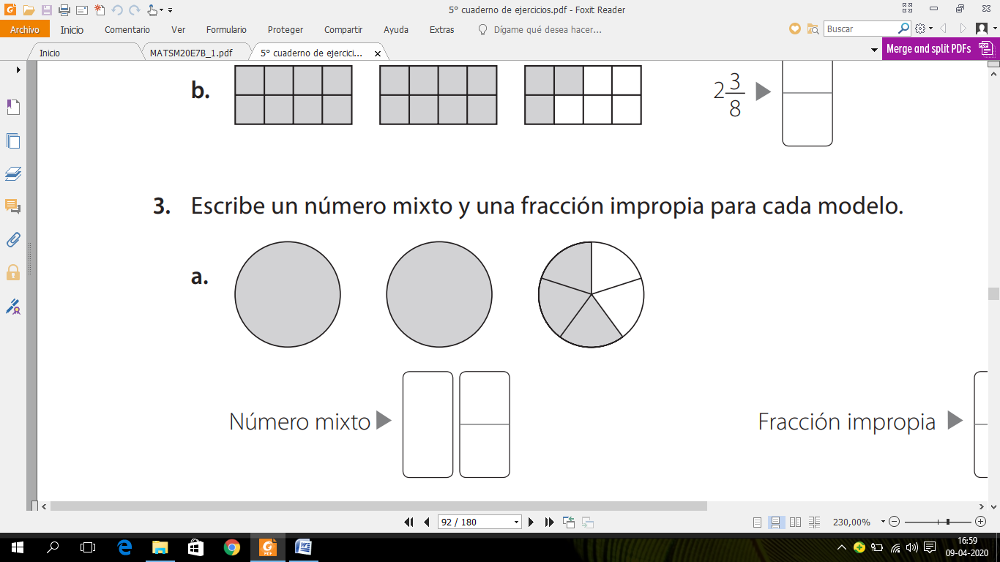 5° cuaderno de ejercicios.pdf - Foxit Reader
Archivo Inicio Comentario Ver Formulario Proteger Compartir Ayuda Extras Dígame qué desea hacer... Buscar
Inicio MATSM20E7B_1.pdf 5° cuaderno de ejercici... Merge and split PDFs
b. 2 3/8
3. Escribe un número mixto y una fracción impropia para cada modelo.
a.
Número mixto Fracción impropia
92 / 180 230,00%
16:59
09-04-2020